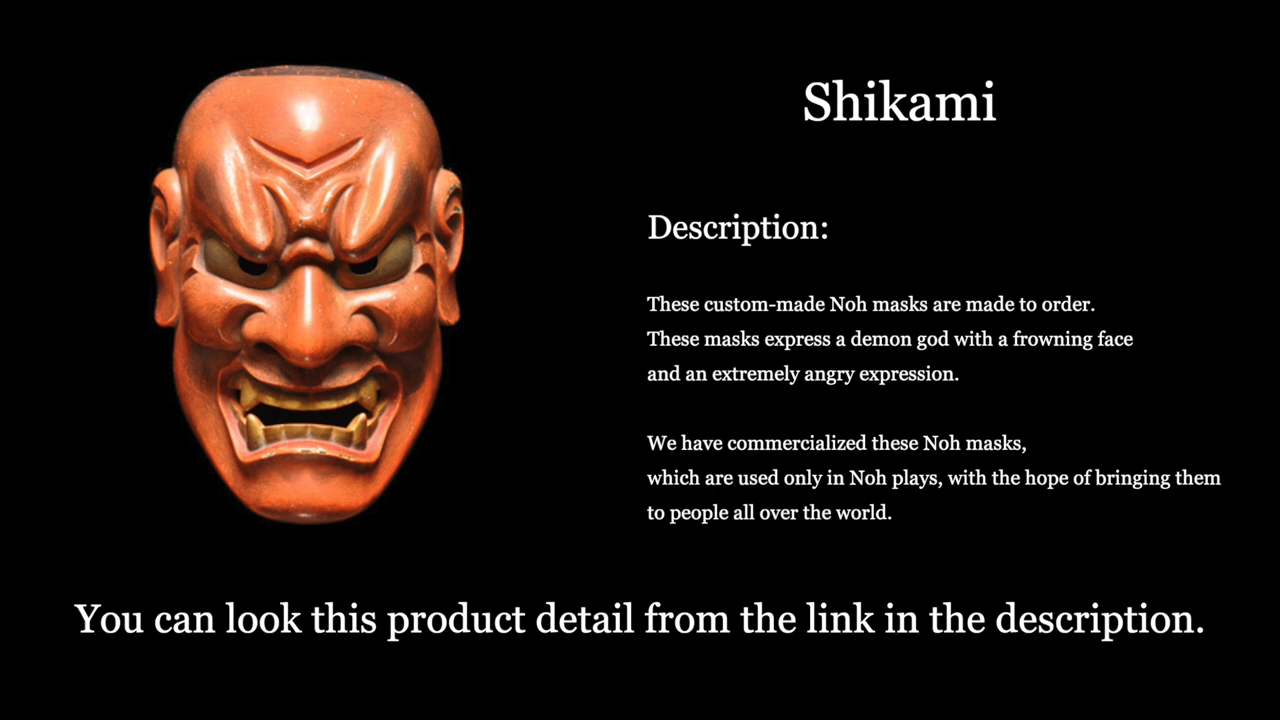 Shikami
Description:
These custom-made Noh masks are made to order.
These masks express a demon god with a frowning face
and an extremely angry expression.
We have commercialized these Noh masks,
which are used only in Noh plays, with the hope of bringing them
to people all over the world.
You can look this product detail from the link in the description.